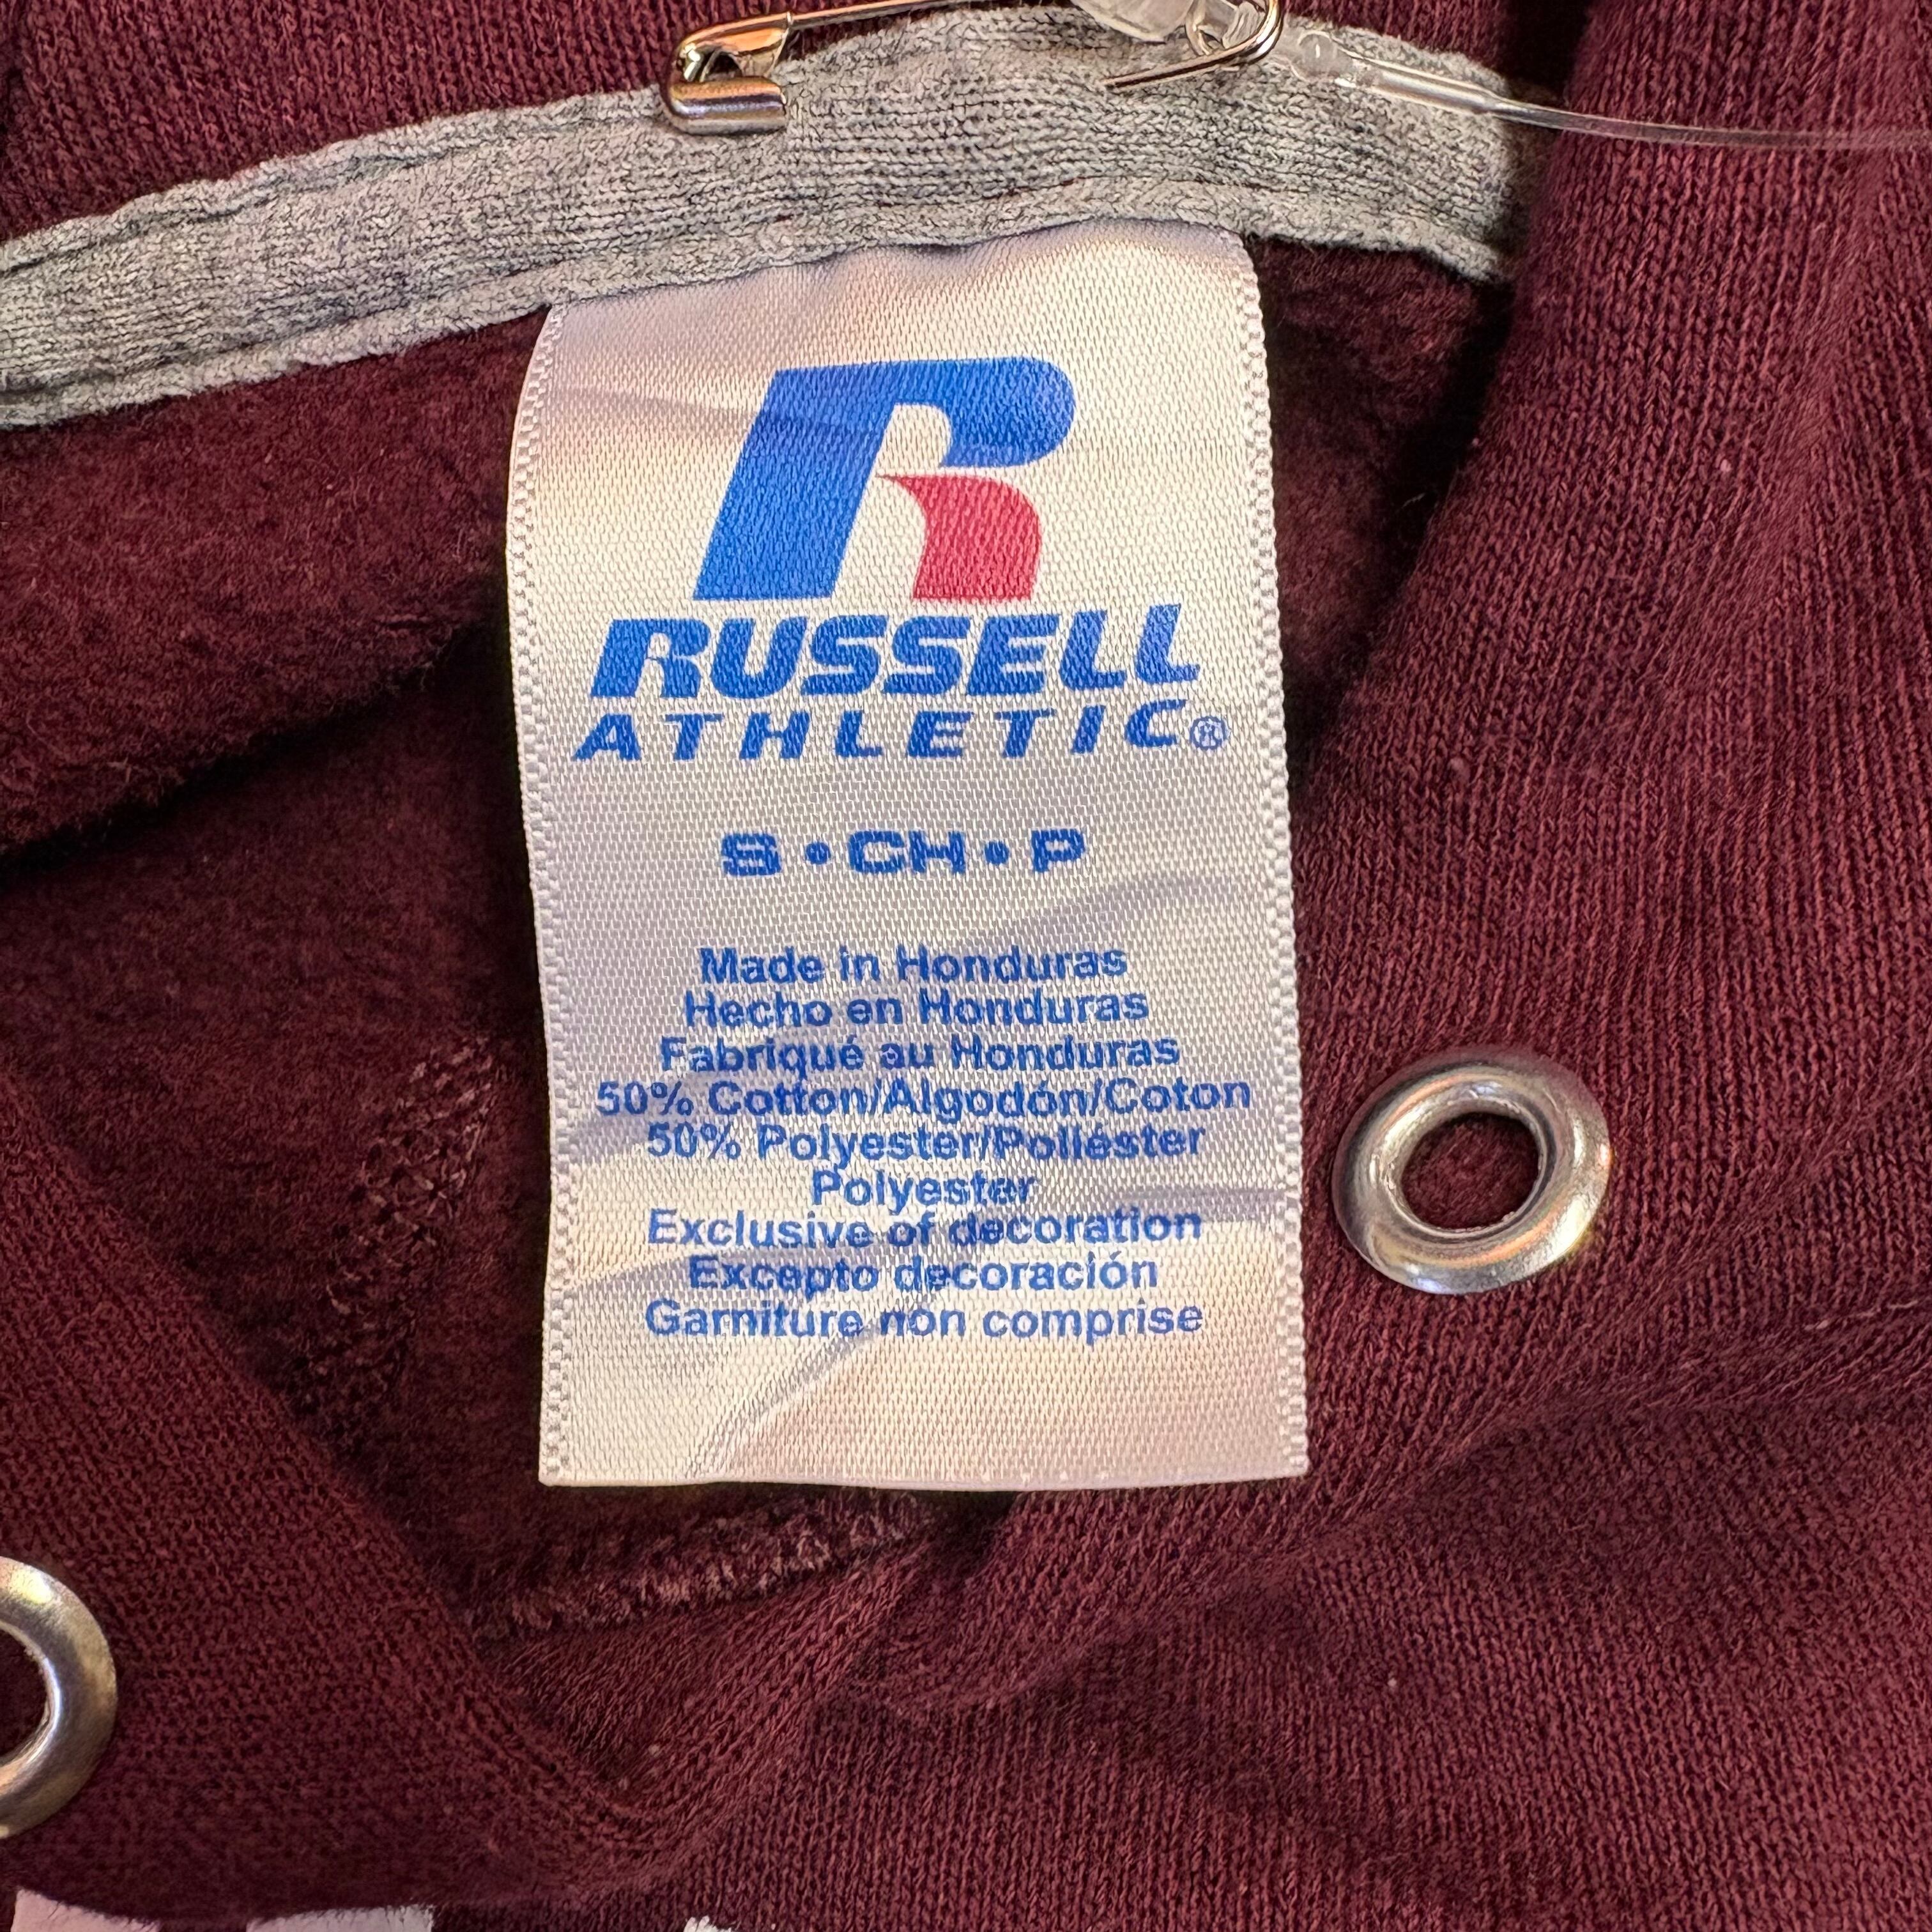 RUSSELL
ATHLETIC®
S • CH • P
Made in Honduras
Hecho en Honduras
Fabriqué au Honduras
50% Cotton/Algodón/Coton
50% Polyester/Poliéster
Polyester
Exclusive of decoration
Excepto decoración
Garniture non comprise